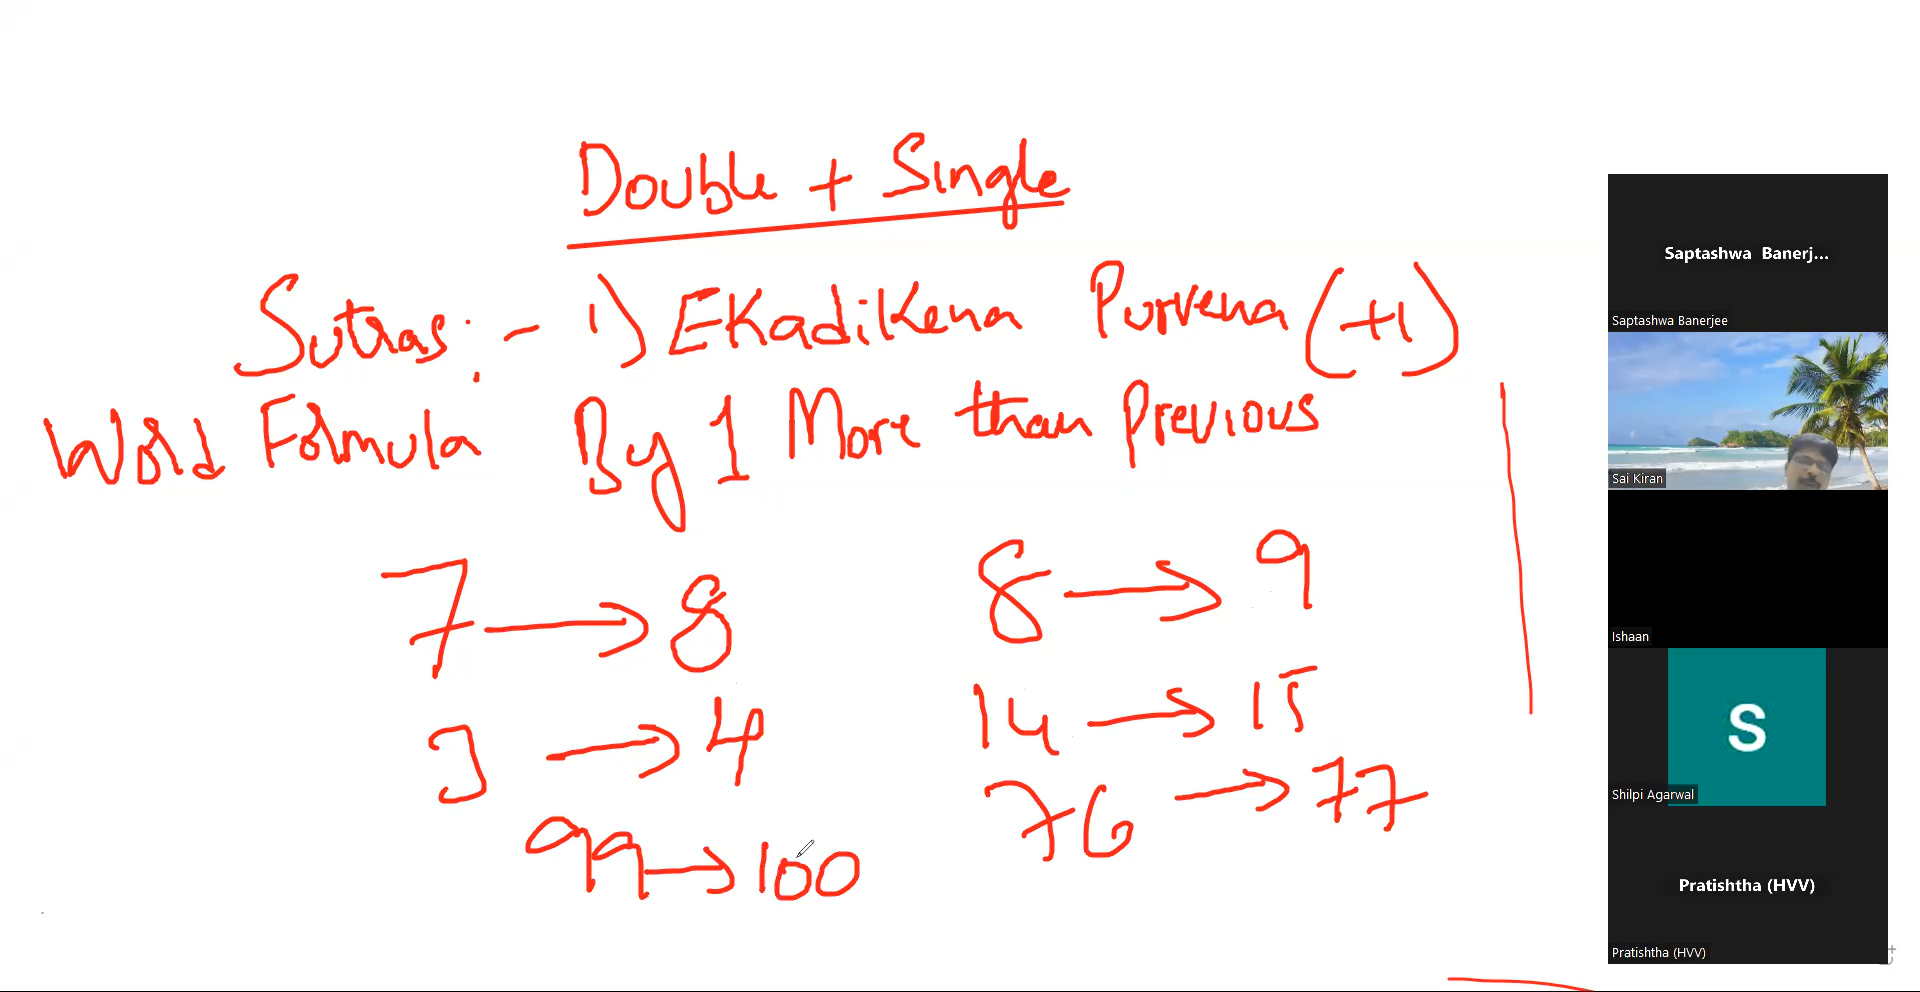 Double + Single
Sutras :- 1) EKadiKena Purvena (+1)
Word Formula By 1 More than Previous
7 → 8
8 → 9
3 → 4
14 → 15
76 → 77
99 → 100
Saptashwa Banerj...
Saptashwa Banerjee
Sai Kiran
Ishaan
S
Shilpi Agarwal
Pratishtha (HVV)
Pratishtha (HVV)